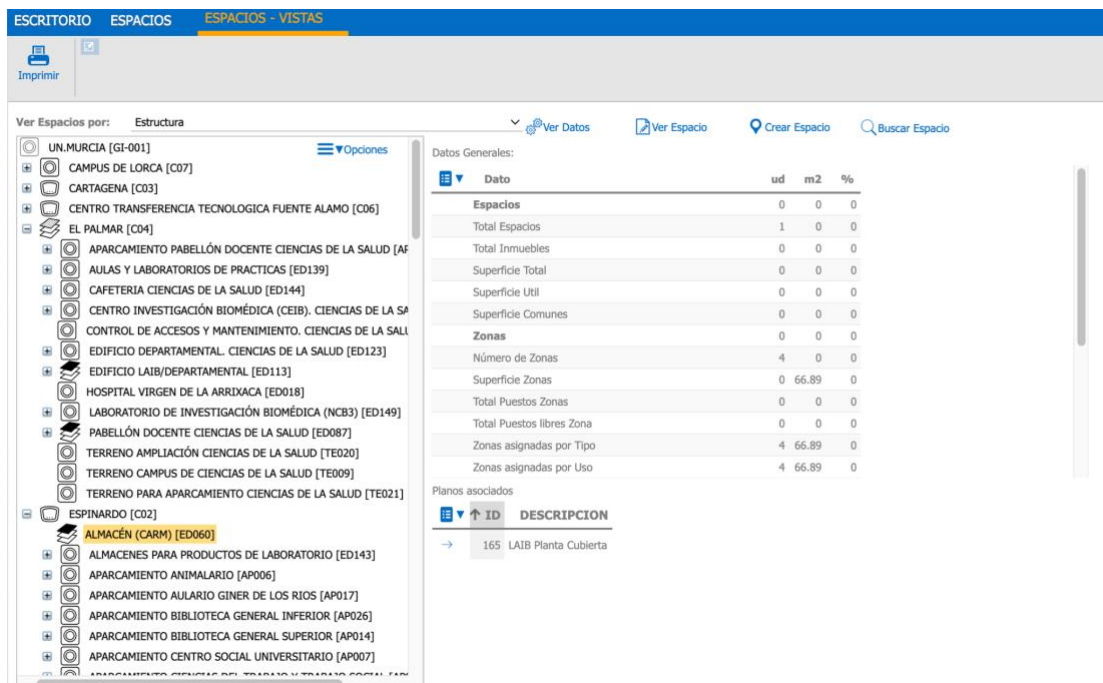 ESCRITORIO ESPACIOS ESPACIOS - VISTAS
Imprimir
Ver Espacios por: Estructura
Ver Datos Ver Espacio Crear Espacio Buscar Espacio
UN.MURCIA [GI-001] Opciones
CAMPUS DE LORCA [C07]
CARTAGENA [C03]
CENTRO TRANSFERENCIA TECNOLOGICA FUENTE ALAMO [C06]
EL PALMAR [C04]
APARCAMIENTO PABELLÓN DOCENTE CIENCIAS DE LA SALUD [AP
AULAS Y LABORATORIOS DE PRACTICAS [ED139]
CAFETERIA CIENCIAS DE LA SALUD [ED144]
CENTRO INVESTIGACIÓN BIOMÉDICA (CEIB). CIENCIAS DE LA SA
CONTROL DE ACCESOS Y MANTENIMIENTO. CIENCIAS DE LA SALU
EDIFICIO DEPARTAMENTAL. CIENCIAS DE LA SALUD [ED123]
EDIFICIO LAIB/DEPARTAMENTAL [ED113]
HOSPITAL VIRGEN DE LA ARRIXACA [ED018]
LABORATORIO DE INVESTIGACIÓN BIOMÉDICA (NCB3) [ED149]
PABELLÓN DOCENTE CIENCIAS DE LA SALUD [ED087]
TERRENO AMPLIACIÓN CIENCIAS DE LA SALUD [TE020]
TERRENO CAMPUS DE CIENCIAS DE LA SALUD [TE009]
TERRENO PARA APARCAMIENTO CIENCIAS DE LA SALUD [TE021]
ESPINARDO [C02]
ALMACÉN (CARM) [ED060]
ALMACENES PARA PRODUCTOS DE LABORATORIO [ED143]
APARCAMIENTO ANIMALARIO [AP006]
APARCAMIENTO AULARIO GINER DE LOS RIOS [AP017]
APARCAMIENTO BIBLIOTECA GENERAL INFERIOR [AP026]
APARCAMIENTO BIBLIOTECA GENERAL SUPERIOR [AP014]
APARCAMIENTO CENTRO SOCIAL UNIVERSITARIO [AP007]
APARCAMIENTO CIENCIAS DEL TRABAJO Y TRABAJO SOCIAL [AP0
Datos Generales:
Dato ud m2 %
Espacios 0 0 0
Total Espacios 1 0 0
Total Inmuebles 0 0 0
Superficie Total 0 0 0
Superficie Util 0 0 0
Superficie Comunes 0 0 0
Zonas 0 0 0
Número de Zonas 4 0 0
Superficie Zonas 0 66.89 0
Total Puestos Zonas 0 0 0
Total Puestos libres Zona 0 0 0
Zonas asignadas por Tipo 4 66.89 0
Zonas asignadas por Uso 4 66.89 0
Planos asociados
ID DESCRIPCION
165 LAIB Planta Cubierta